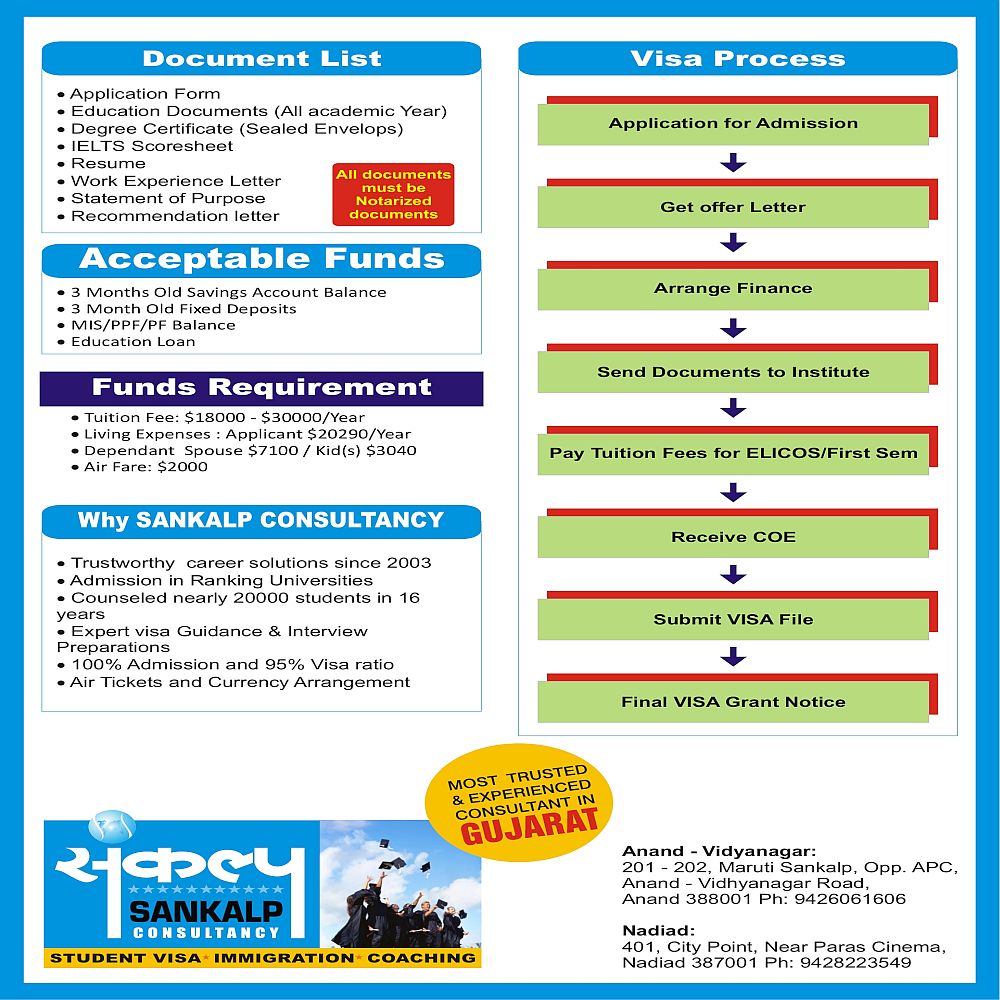 Document List
• Application Form
• Education Documents (All academic Year)
• Degree Certificate (Sealed Envelops)
• IELTS Scoresheet
• Resume
• Work Experience Letter
• Statement of Purpose
• Recommendation letter
All documents
must be
Notarized
documents
Acceptable Funds
• 3 Months Old Savings Account Balance
• 3 Month Old Fixed Deposits
• MIS/PPF/PF Balance
• Education Loan
Funds Requirement
• Tuition Fee: $18000 - $30000/Year
• Living Expenses : Applicant $20290/Year
• Dependant Spouse $7100 / Kid(s) $3040
• Air Fare: $2000
Why SANKALP CONSULTANCY
• Trustworthy career solutions since 2003
• Admission in Ranking Universities
• Counseled nearly 20000 students in 16
years
• Expert visa Guidance & Interview
Preparations
• 100% Admission and 95% Visa ratio
• Air Tickets and Currency Arrangement
Visa Process
Application for Admission
Get offer Letter
Arrange Finance
Send Documents to Institute
Pay Tuition Fees for ELICOS/First Sem
Receive COE
Submit VISA File
Final VISA Grant Notice
MOST TRUSTED
& EXPERIENCED
CONSULTANT IN
GUJARAT
संकल्प
SANKALP
CONSULTANCY
STUDENT VISA * IMMIGRATION * COACHING
Anand - Vidyanagar:
201 - 202, Maruti Sankalp, Opp. APC,
Anand - Vidhyanagar Road,
Anand 388001 Ph: 9426061606
Nadiad:
401, City Point, Near Paras Cinema,
Nadiad 387001 Ph: 9428223549